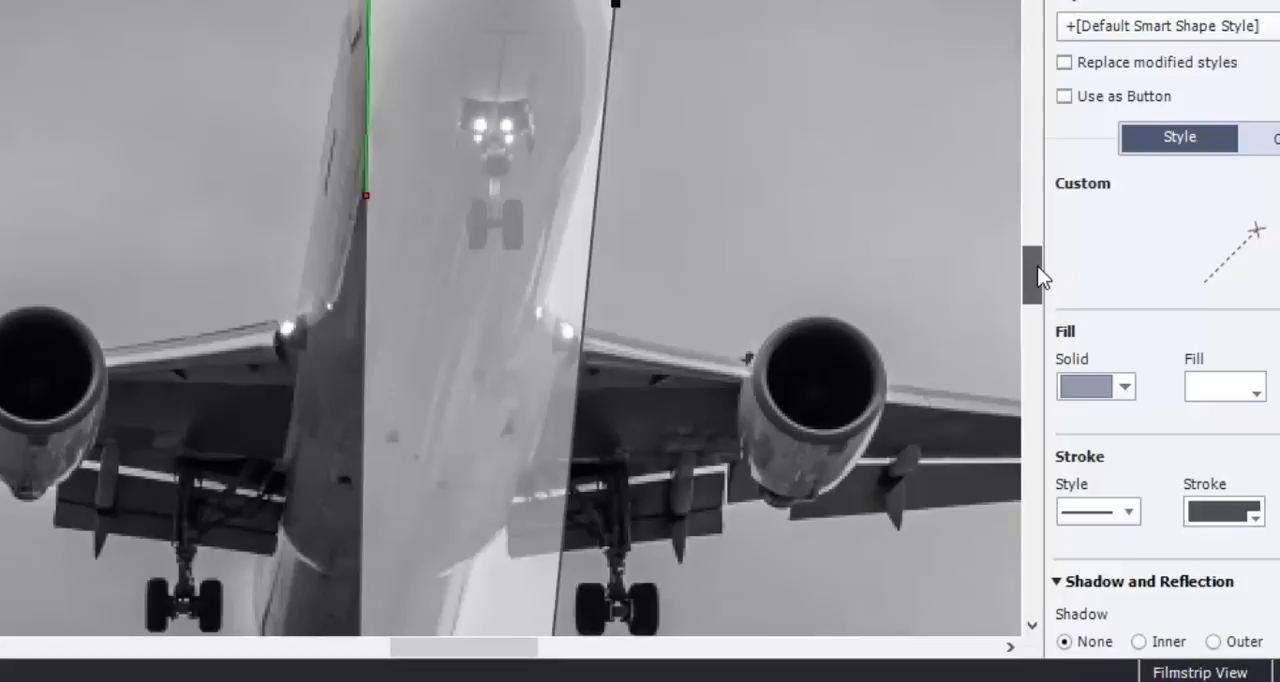 +[Default Smart Shape Style]
Replace modified styles
Use as Button
Style
Custom
Fill
Solid Fill
Stroke
Style Stroke
Shadow and Reflection
Shadow
None Inner Outer
Filmstrip View